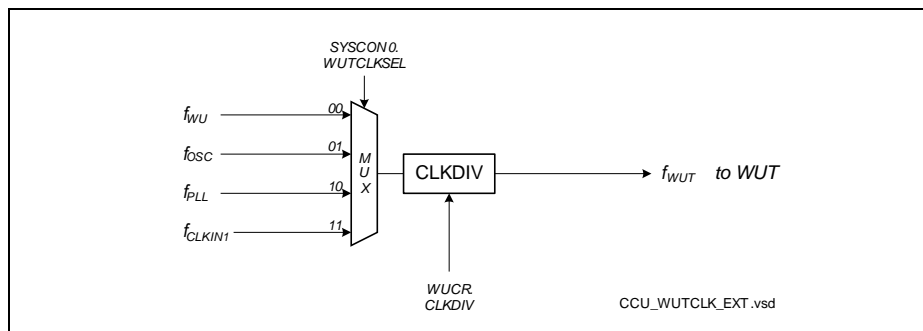 SYSCON0.
WUTCLKSEL
fWU 00
fOSC 01
fPLL 10
fCLKIN1 11
M
U
X
CLKDIV
fWUT to WUT
WUCR.
CLKDIV
CCU_WUTCLK_EXT.vsd